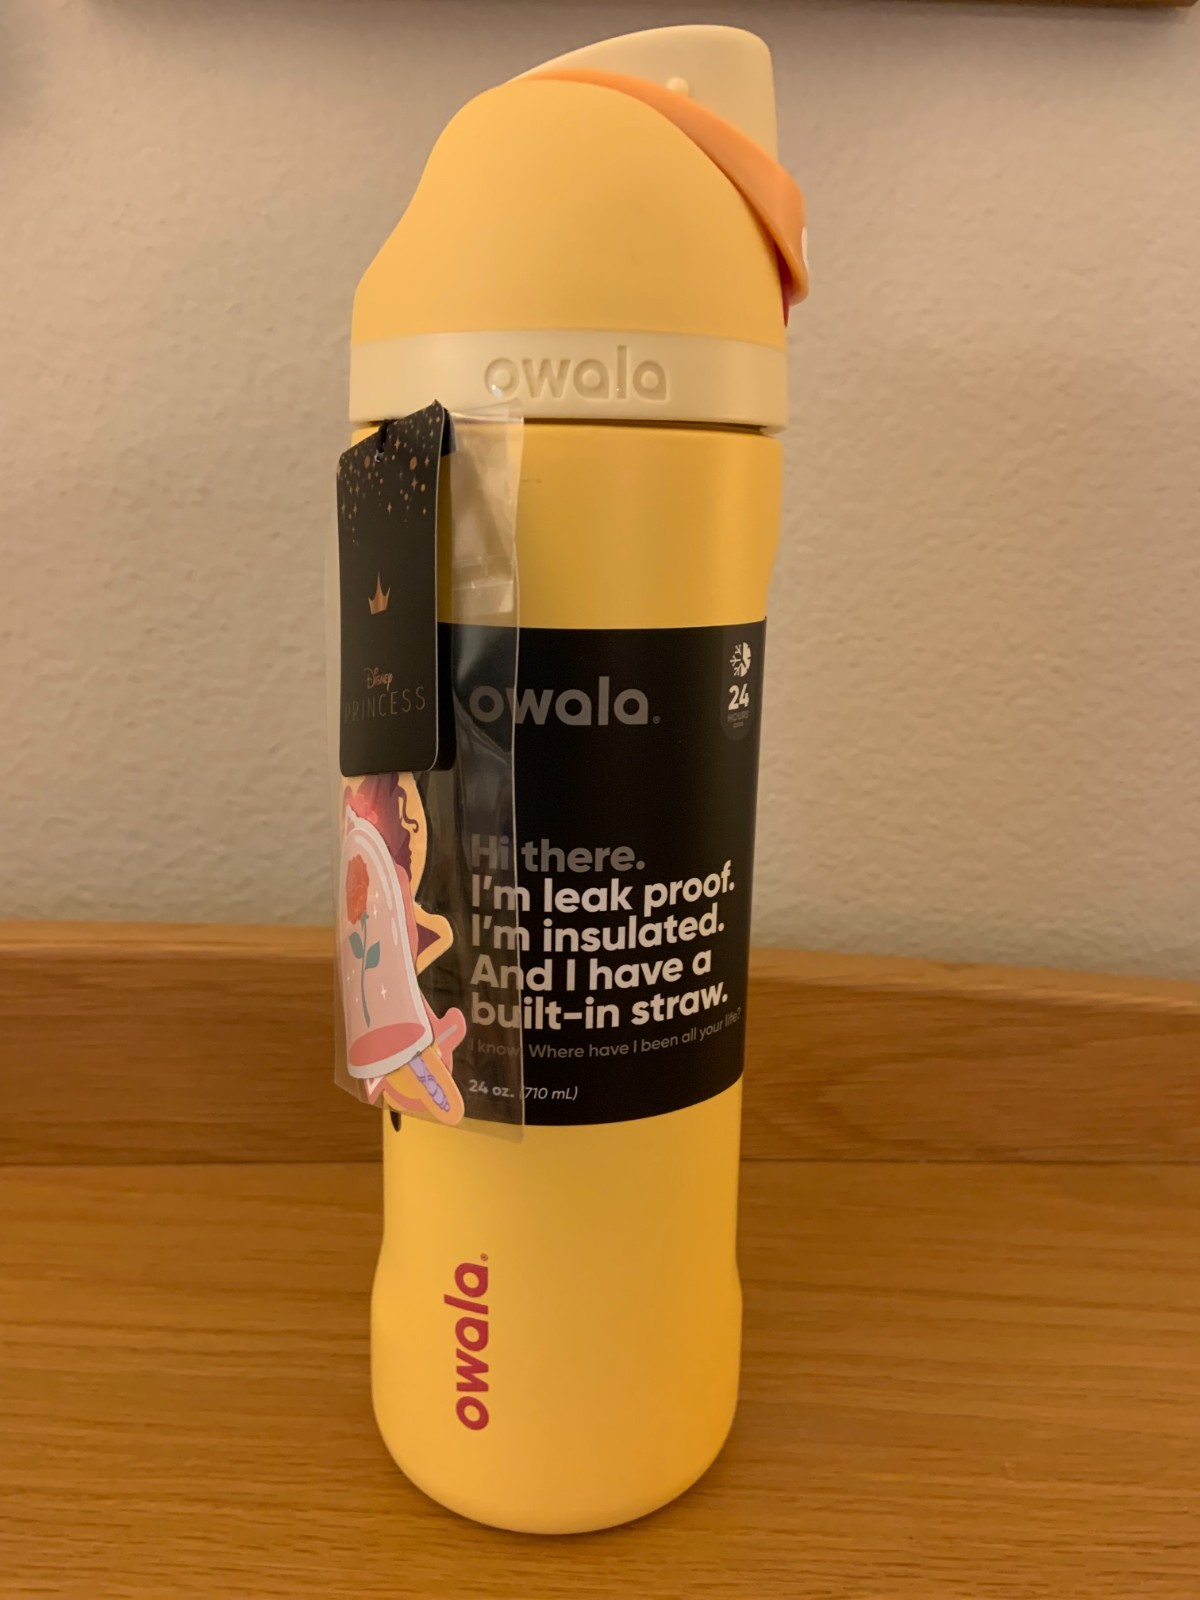 owala
Disney
PRINCESS
owala.
24
HOURS
Hi there.
I'm leak proof.
I'm insulated.
And I have a
built-in straw.
I know. Where have I been all your life?
24 oz. (710 mL)
owala®